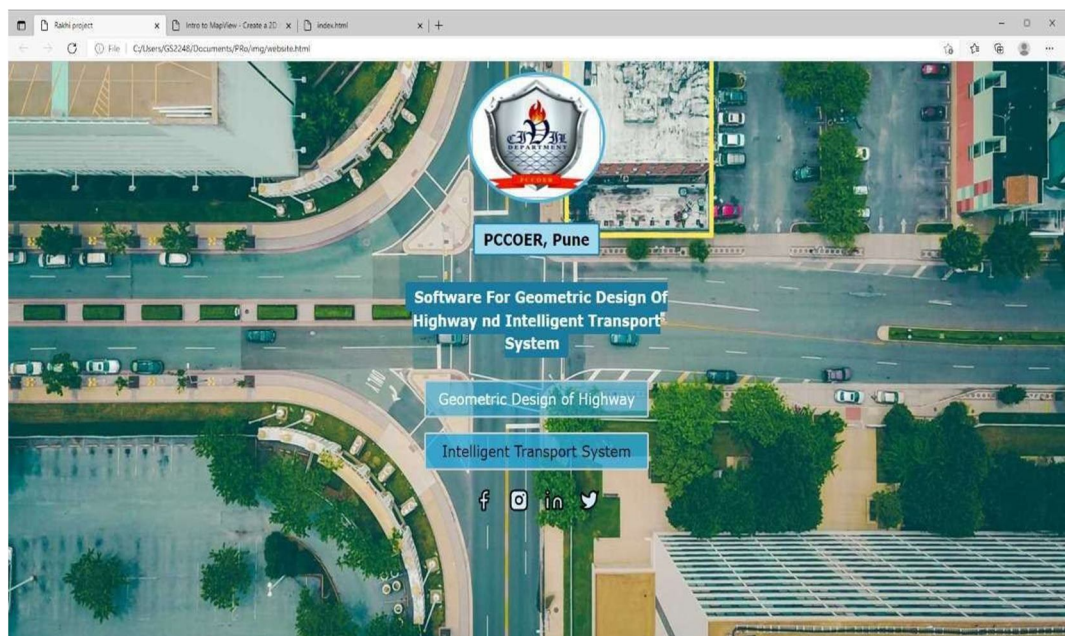 Rakhi project
Intro to MapView - Create a 2D
index.html
File | C:/Users/GS2248/Documents/PRo/img/website.html
CIVIL
DEPARTMENT
PCCOER
PCCOER, Pune
Software For Geometric Design Of
Highway nd Intelligent Transport
System
ONLY
Geometric Design of Highway
Intelligent Transport System